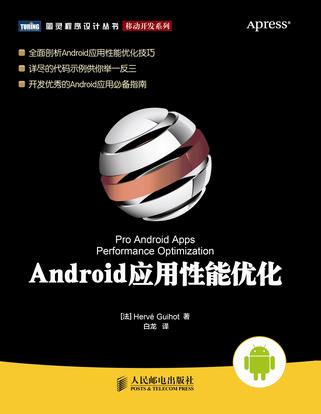 TURING 图灵程序设计丛书 移动开发系列
Apress®
全面剖析Android应用性能优化技巧
详尽的代码示例供你举一反三
开发优秀的Android应用必备指南
Pro Android Apps
Performance Optimization
Android应用性能优化
[法] Hervé Guihot 著
白龙 译
人民邮电出版社
POSTS & TELECOM PRESS